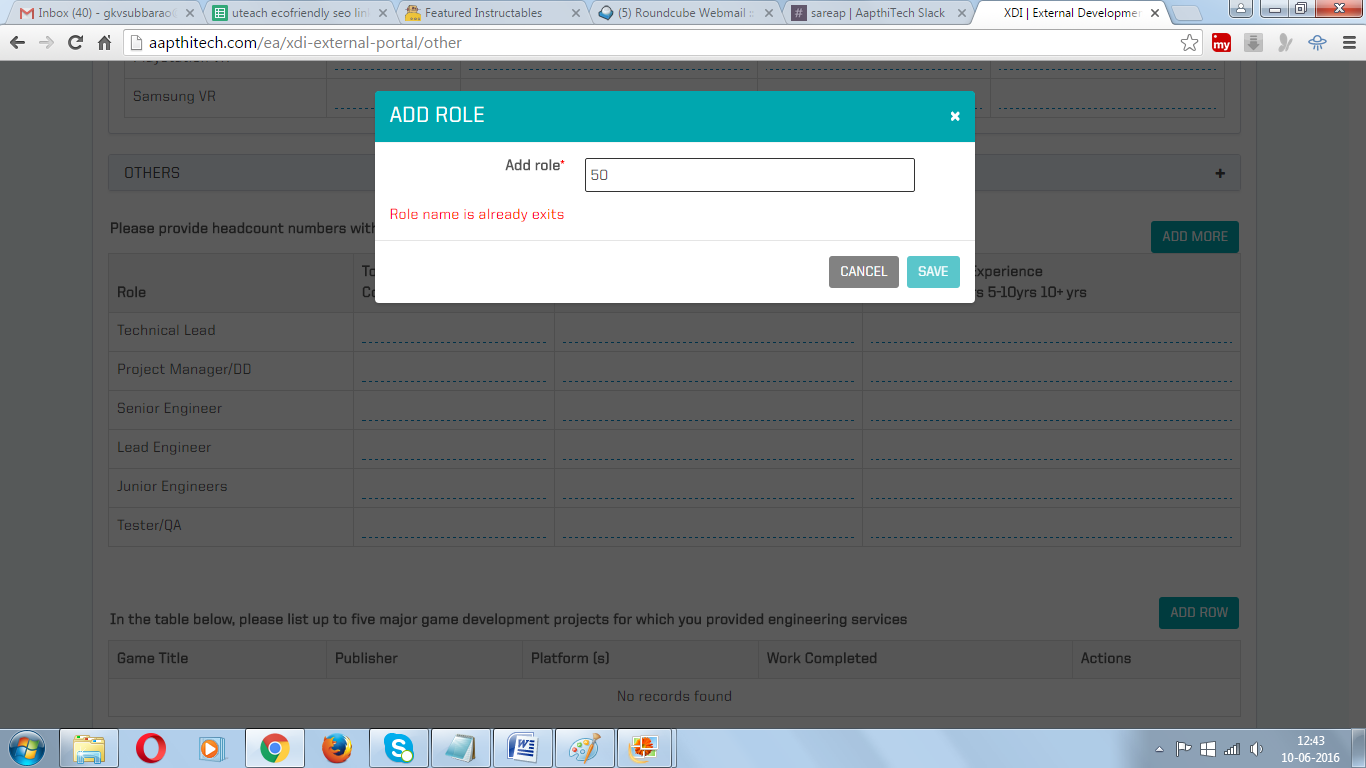 Inbox (40) - gkvsubbarao
uteach ecofriendly seo lin
Featured Instructables
(5) Roundcube Webmail ::
sareap | AapthiTech Slack
XDI | External Developme
aapthitech.com/ea/xdi-external-portal/other
my
Samsung VR
ADD ROLE
Add role*
50
Role name is already exits
CANCEL
SAVE
OTHERS
Please provide headcount numbers with
ADD MORE
Role
Experience
5-10yrs 10+ yrs
Technical Lead
Project Manager/DD
Senior Engineer
Lead Engineer
Junior Engineers
Tester/QA
In the table below, please list up to five major game development projects for which you provided engineering services
ADD ROW
Game Title
Publisher
Platform (s)
Work Completed
Actions
No records found
12:43
10-06-2016